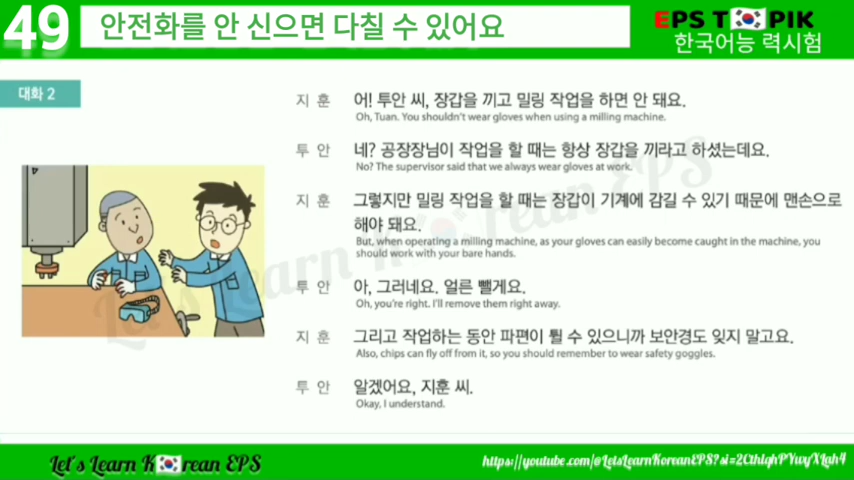 49 안전화를 안 신으면 다칠 수 있어요
EPS TOPIK
한국어능 력시험
대화 2
지 훈 어! 투안 씨, 장갑을 끼고 밀링 작업을 하면 안 돼요.
Oh, Tuan. You shouldn't wear gloves when using a milling machine.
투 안 네? 공장장님이 작업을 할 때는 항상 장갑을 끼라고 하셨는데요.
No? The supervisor said that we always wear gloves at work.
지 훈 그렇지만 밀링 작업을 할 때는 장갑이 기계에 감길 수 있기 때문에 맨손으로
해야 돼요.
But, when operating a milling machine, as your gloves can easily become caught in the machine, you
should work with your bare hands.
투 안 아, 그러네요. 얼른 뺄게요.
Oh, you're right. I'll remove them right away.
지 훈 그리고 작업하는 동안 파편이 튈 수 있으니까 보안경도 잊지 말고요.
Also, chips can fly off from it, so you should remember to wear safety goggles.
투 안 알겠어요, 지훈 씨.
Okay, I understand.
Let's Learn Korean EPS
Let's Learn Korean EPS
https://youtube.com/@LetsLearnKoreanEPS?si=2CthlqhPYwyXLah4